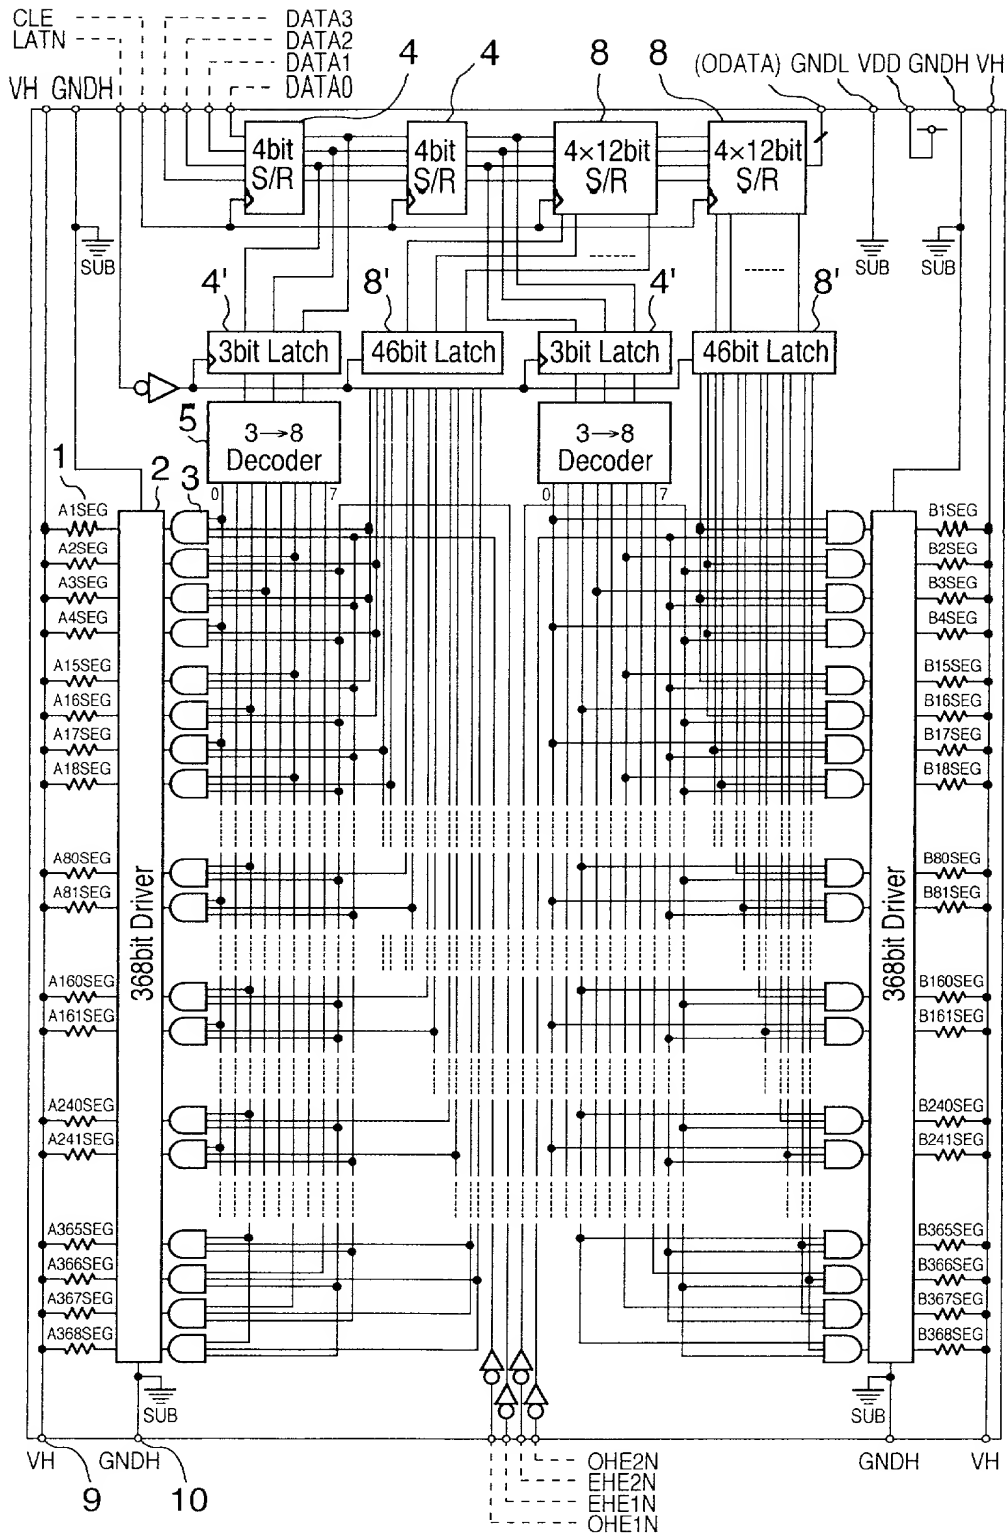 CLE
LATN
DATA3
DATA2
DATA1
DATA0
4
4
8
8
VH GNDH
(ODATA) GNDL VDD GNDH VH
4bit S/R
4bit S/R
4×12bit S/R
4×12bit S/R
SUB
SUB
SUB
4'
8'
4'
8'
3bit Latch
46bit Latch
3bit Latch
46bit Latch
5
3→8 Decoder
3→8 Decoder
0 7
0 7
1
2
3
A1SEG
A2SEG
A3SEG
A4SEG
A15SEG
A16SEG
A17SEG
A18SEG
A80SEG
A81SEG
A160SEG
A161SEG
A240SEG
A241SEG
A365SEG
A366SEG
A367SEG
A368SEG
368bit Driver
368bit Driver
B1SEG
B2SEG
B3SEG
B4SEG
B15SEG
B16SEG
B17SEG
B18SEG
B80SEG
B81SEG
B160SEG
B161SEG
B240SEG
B241SEG
B365SEG
B366SEG
B367SEG
B368SEG
SUB
SUB
VH
GNDH
GNDH
VH
9
10
OHE2N
EHE2N
EHE1N
OHE1N